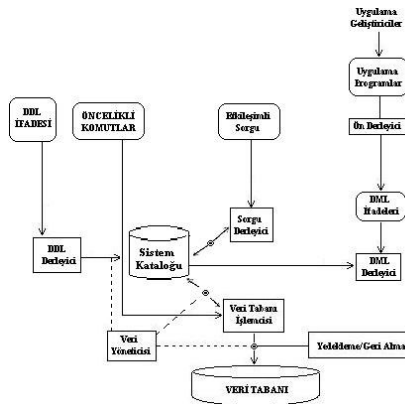 Uygulama
Geliştiriciler
Uygulama
Programlar
DDL
İFADESİ
ÖNCELİKLİ
KOMUTLAR
Etkileşimli
Sorgu
Ön Derleyici
DML
İfadeleri
Sorgu
Derleyici
DDL
Derleyici
Sistem
Kataloğu
DML
Derleyici
Veri Tabanı
İşlemcisi
Veri
Yöneticisi
Yedekleme/Geri Alma
VERİ TABANI